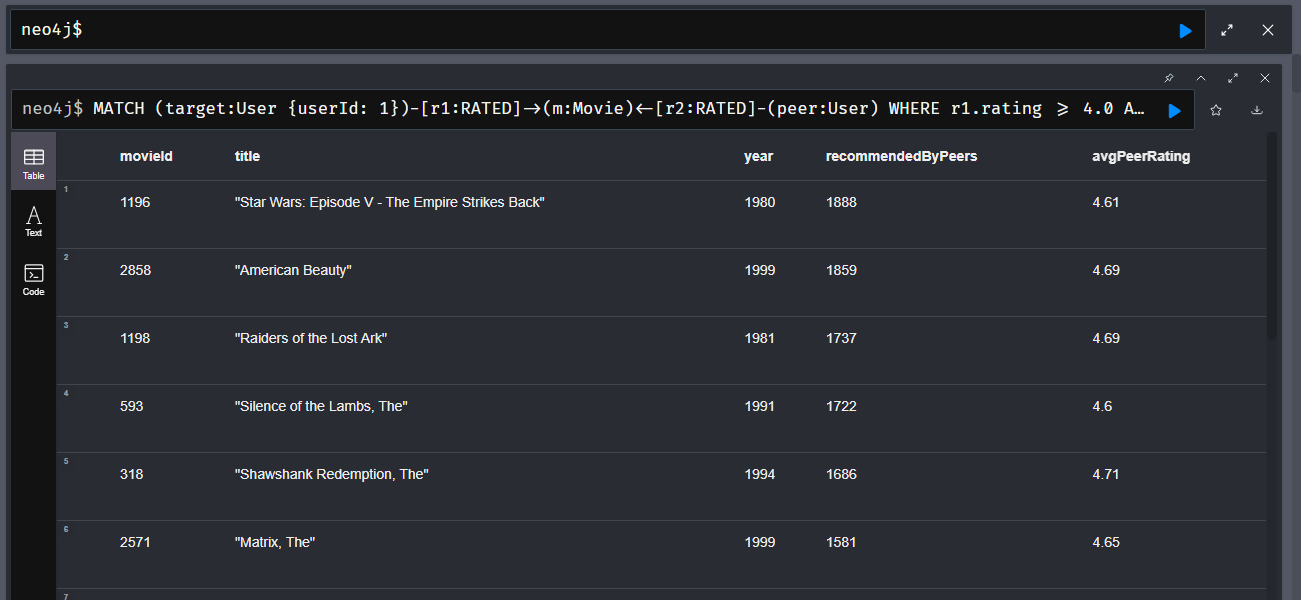 neo4j$
neo4j$ MATCH (target:User {userId: 1})-[r1:RATED]->(m:Movie)<-[r2:RATED]-(peer:User) WHERE r1.rating >= 4.0 A…
Table
Text
Code
movieId title year recommendedByPeers avgPeerRating
1 1196 "Star Wars: Episode V - The Empire Strikes Back" 1980 1888 4.61
2 2858 "American Beauty" 1999 1859 4.69
3 1198 "Raiders of the Lost Ark" 1981 1737 4.69
4 593 "Silence of the Lambs, The" 1991 1722 4.6
5 318 "Shawshank Redemption, The" 1994 1686 4.71
6 2571 "Matrix, The" 1999 1581 4.65
7